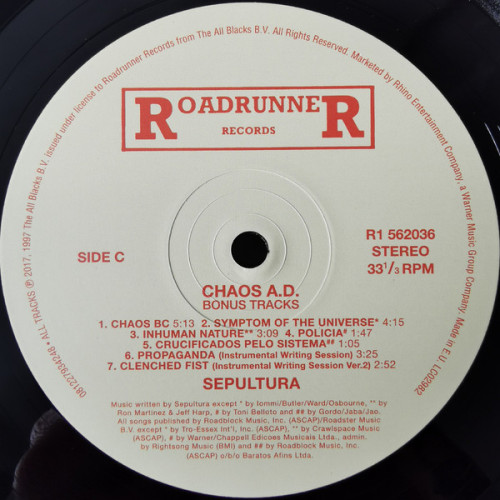 ROADRUNNER
RECORDS
SIDE C
R1 562036
STEREO
33 1/3 RPM
CHAOS A.D.
BONUS TRACKS
1. CHAOS BC 5:13 2. SYMPTOM OF THE UNIVERSE* 4:15
3. INHUMAN NATURE** 3:09 4. POLICIA# 1:47
5. CRUCIFICADOS PELO SISTEMA## 1:05
6. PROPAGANDA (Instrumental Writing Session) 3:25
7. CLENCHED FIST (Instrumental Writing Session Ver.2) 2:52
SEPULTURA
Music written by Sepultura except * by Iommi/Butler/Ward/Osbourne, ** by
Ron Martinez & Jeff Harp, # by Toni Belloto and ## by Gordo/Jaba/Jao.
All songs published by Roadblock Music, Inc. (ASCAP)/Roadster Music
B.V. except * by Tro-Essex Int'l, Inc. (ASCAP), ** by Crawlspace Music
(ASCAP), # by Warner/Chappell Edicoes Musicais Ltda., admin.
by Rightsong Music (BMI) and ## by Roadblock Music, Inc.
(ASCAP) o/b/o Baratos Afins Ltda.
081227934248 • ALL TRACKS ℗ 2017, 1997 The All Blacks B.V. issued under license to Roadrunner Records from The All Blacks B.V. All Rights Reserved. Marketed by Rhino Entertainment Company, a Warner Music Group Company. Made in E.U. LC02982